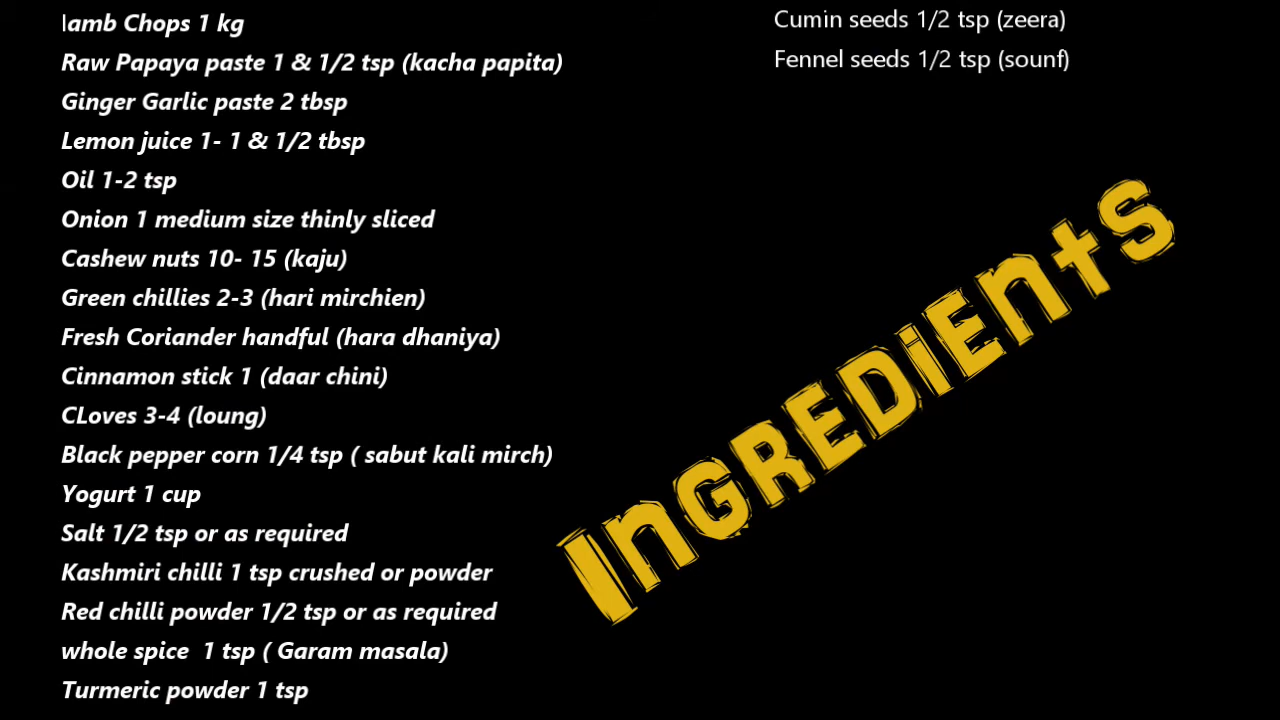 lamb Chops 1 kg
Raw Papaya paste 1 & 1/2 tsp (kacha papita)
Ginger Garlic paste 2 tbsp
Lemon juice 1- 1 & 1/2 tbsp
Oil 1-2 tsp
Onion 1 medium size thinly sliced
Cashew nuts 10- 15 (kaju)
Green chillies 2-3 (hari mirchien)
Fresh Coriander handful (hara dhaniya)
Cinnamon stick 1 (daar chini)
CLoves 3-4 (loung)
Black pepper corn 1/4 tsp ( sabut kali mirch)
Yogurt 1 cup
Salt 1/2 tsp or as required
Kashmiri chilli 1 tsp crushed or powder
Red chilli powder 1/2 tsp or as required
whole spice  1 tsp ( Garam masala)
Turmeric powder 1 tsp
Cumin seeds 1/2 tsp (zeera)
Fennel seeds 1/2 tsp (sounf)
InGREDiEnts